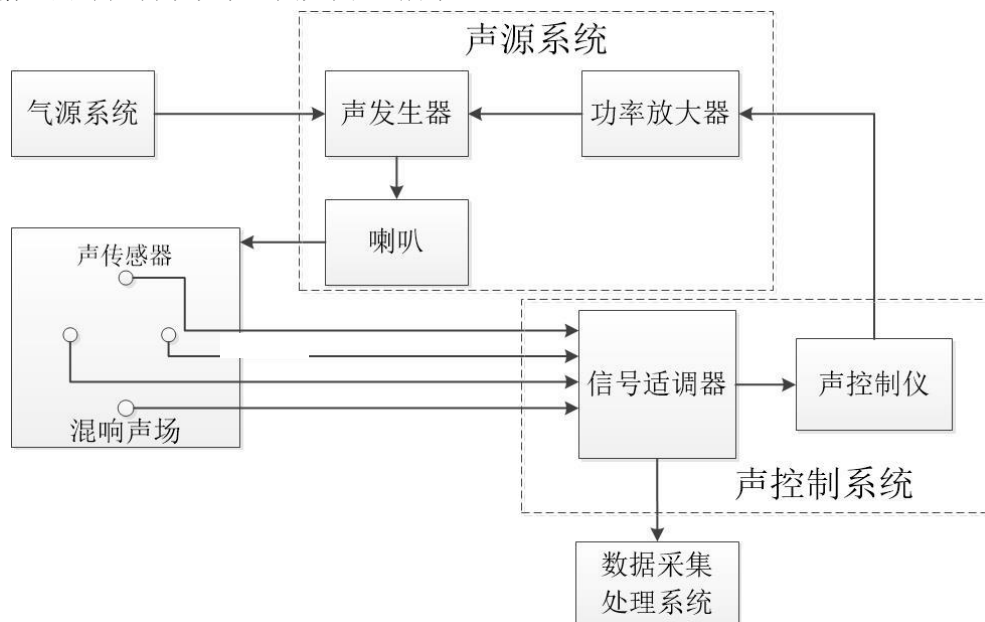 声源系统
气源系统
声发生器
功率放大器
喇叭
声传感器
混响声场
信号适调器
声控制仪
声控制系统
数据采集
处理系统